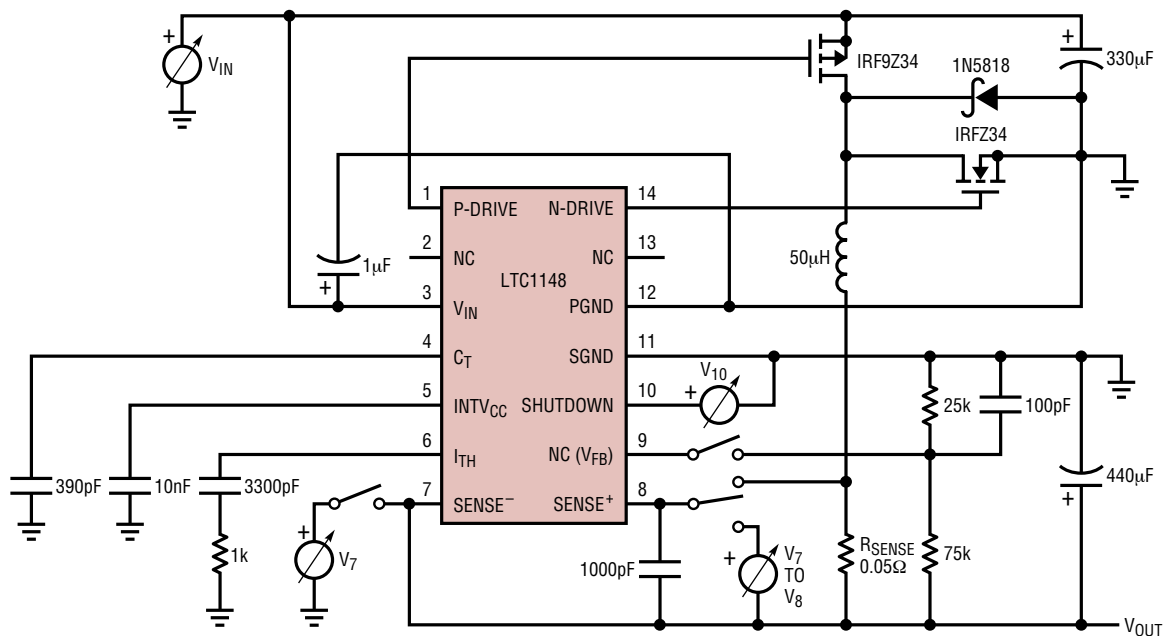 +
V_IN
IRF9Z34
1N5818
+
330µF
IRFZ34
1 P-DRIVE N-DRIVE 14
2 NC NC 13
LTC1148
3 V_IN PGND 12
4 C_T SGND 11
5 INTV_CC SHUTDOWN 10
6 I_TH NC (V_FB) 9
7 SENSE⁻ SENSE⁺ 8
1µF
+
50µH
V_10
+
25k
100pF
390pF
10nF
3300pF
1k
+
V_7
1000pF
+
V_7
TO
V_8
R_SENSE
0.05Ω
75k
440µF
+
V_OUT